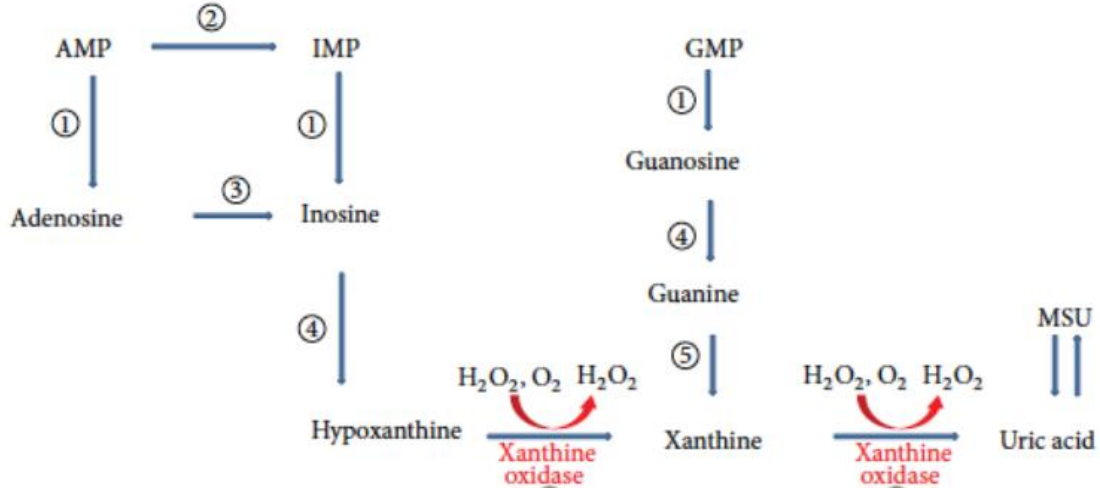 ②
AMP IMP GMP
① ① ①
Guanosine
③
Adenosine Inosine
④
Guanine
MSU
④ ⑤
H₂O₂, O₂ H₂O₂ H₂O₂, O₂ H₂O₂
Hypoxanthine Xanthine Uric acid
Xanthine Xanthine
oxidase oxidase